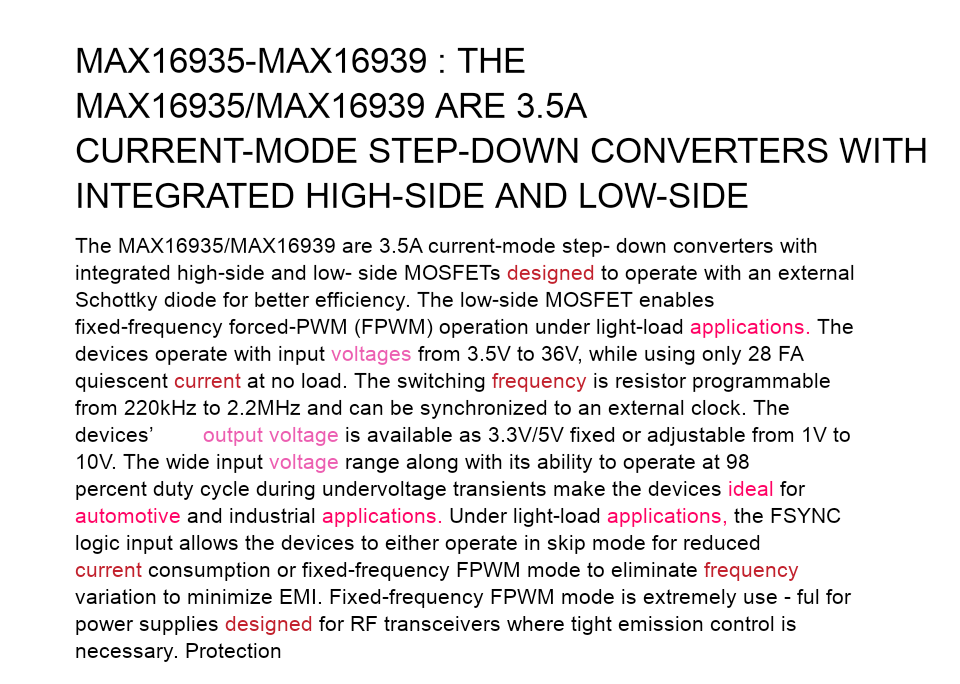 MAX16935-MAX16939 : THE
MAX16935/MAX16939 ARE 3.5A
CURRENT-MODE STEP-DOWN CONVERTERS WITH
INTEGRATED HIGH-SIDE AND LOW-SIDE
The MAX16935/MAX16939 are 3.5A current-mode step- down converters with
integrated high-side and low- side MOSFETs designed to operate with an external
Schottky diode for better efficiency. The low-side MOSFET enables
fixed-frequency forced-PWM (FPWM) operation under light-load applications. The
devices operate with input voltages from 3.5V to 36V, while using only 28 FA
quiescent current at no load. The switching frequency is resistor programmable
from 220kHz to 2.2MHz and can be synchronized to an external clock. The
devices’ output voltage is available as 3.3V/5V fixed or adjustable from 1V to
10V. The wide input voltage range along with its ability to operate at 98
percent duty cycle during undervoltage transients make the devices ideal for
automotive and industrial applications. Under light-load applications, the FSYNC
logic input allows the devices to either operate in skip mode for reduced
current consumption or fixed-frequency FPWM mode to eliminate frequency
variation to minimize EMI. Fixed-frequency FPWM mode is extremely use - ful for
power supplies designed for RF transceivers where tight emission control is
necessary. Protection